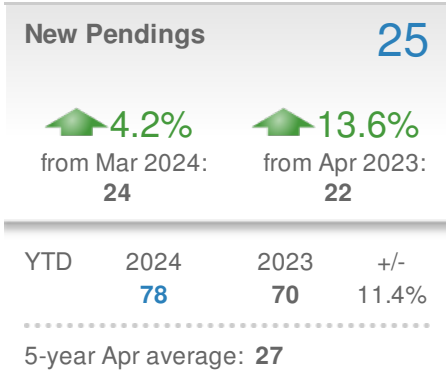 New Pendings 25
4.2% 13.6%
from Mar 2024: from Apr 2023:
24 22
YTD 2024 2023 +/-
78 70 11.4%
5-year Apr average: 27